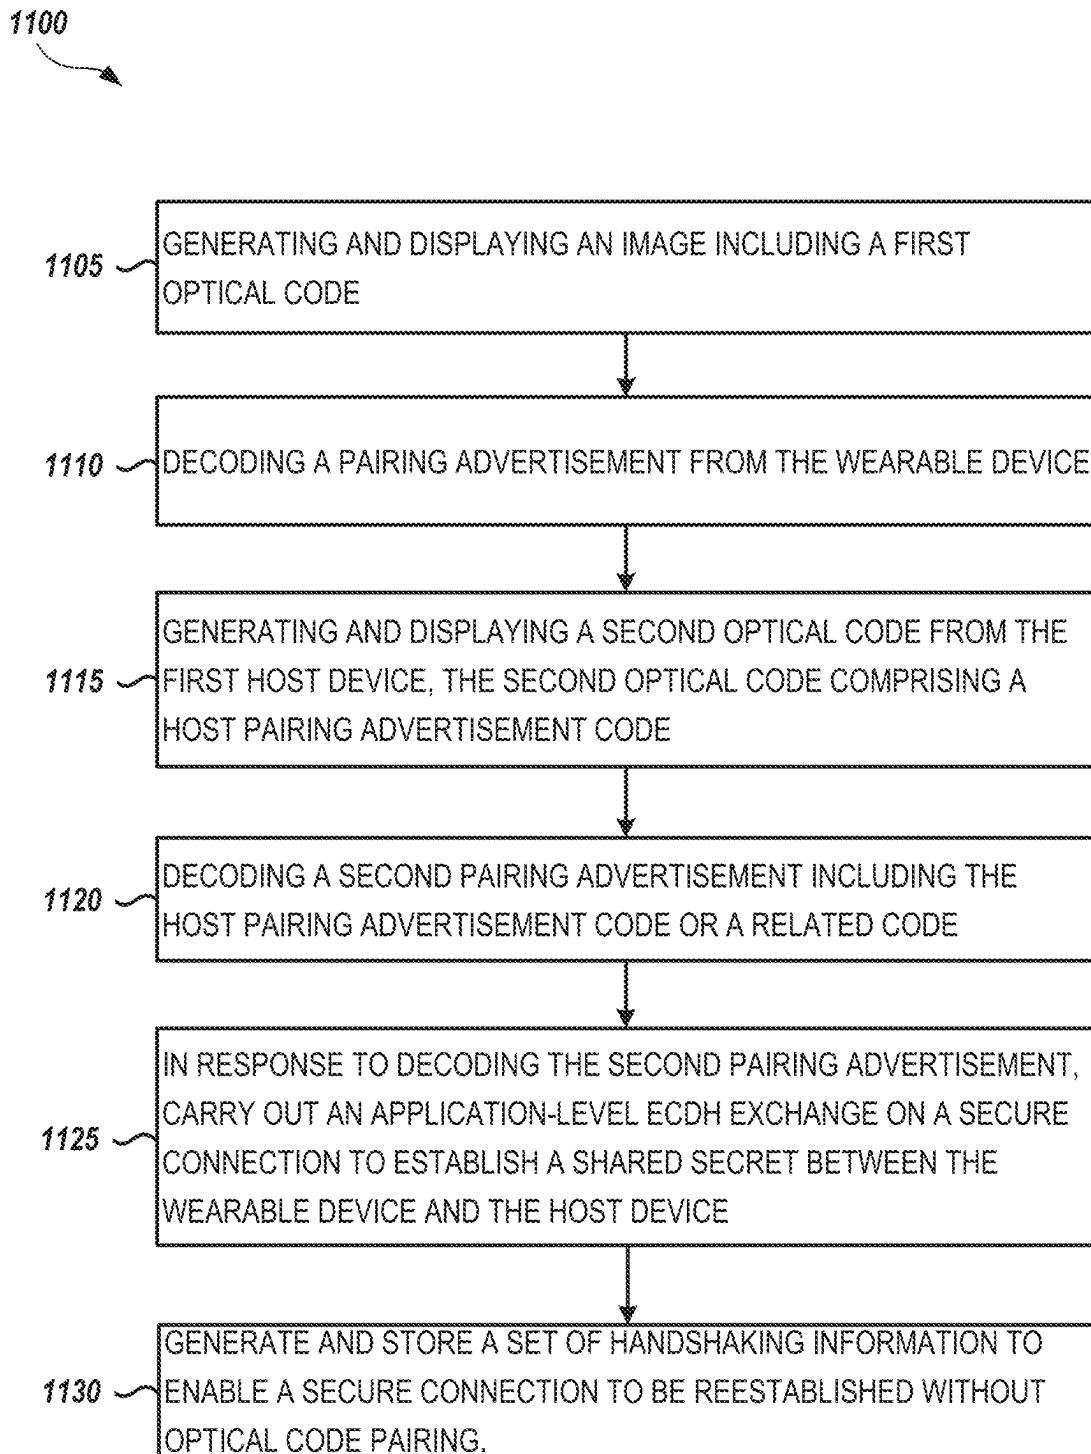 1100
1105
GENERATING AND DISPLAYING AN IMAGE INCLUDING A FIRST
OPTICAL CODE
1110
DECODING A PAIRING ADVERTISEMENT FROM THE WEARABLE DEVICE
1115
GENERATING AND DISPLAYING A SECOND OPTICAL CODE FROM THE
FIRST HOST DEVICE, THE SECOND OPTICAL CODE COMPRISING A
HOST PAIRING ADVERTISEMENT CODE
1120
DECODING A SECOND PAIRING ADVERTISEMENT INCLUDING THE
HOST PAIRING ADVERTISEMENT CODE OR A RELATED CODE
1125
IN RESPONSE TO DECODING THE SECOND PAIRING ADVERTISEMENT,
CARRY OUT AN APPLICATION-LEVEL ECDH EXCHANGE ON A SECURE
CONNECTION TO ESTABLISH A SHARED SECRET BETWEEN THE
WEARABLE DEVICE AND THE HOST DEVICE
1130
GENERATE AND STORE A SET OF HANDSHAKING INFORMATION TO
ENABLE A SECURE CONNECTION TO BE REESTABLISHED WITHOUT
OPTICAL CODE PAIRING.